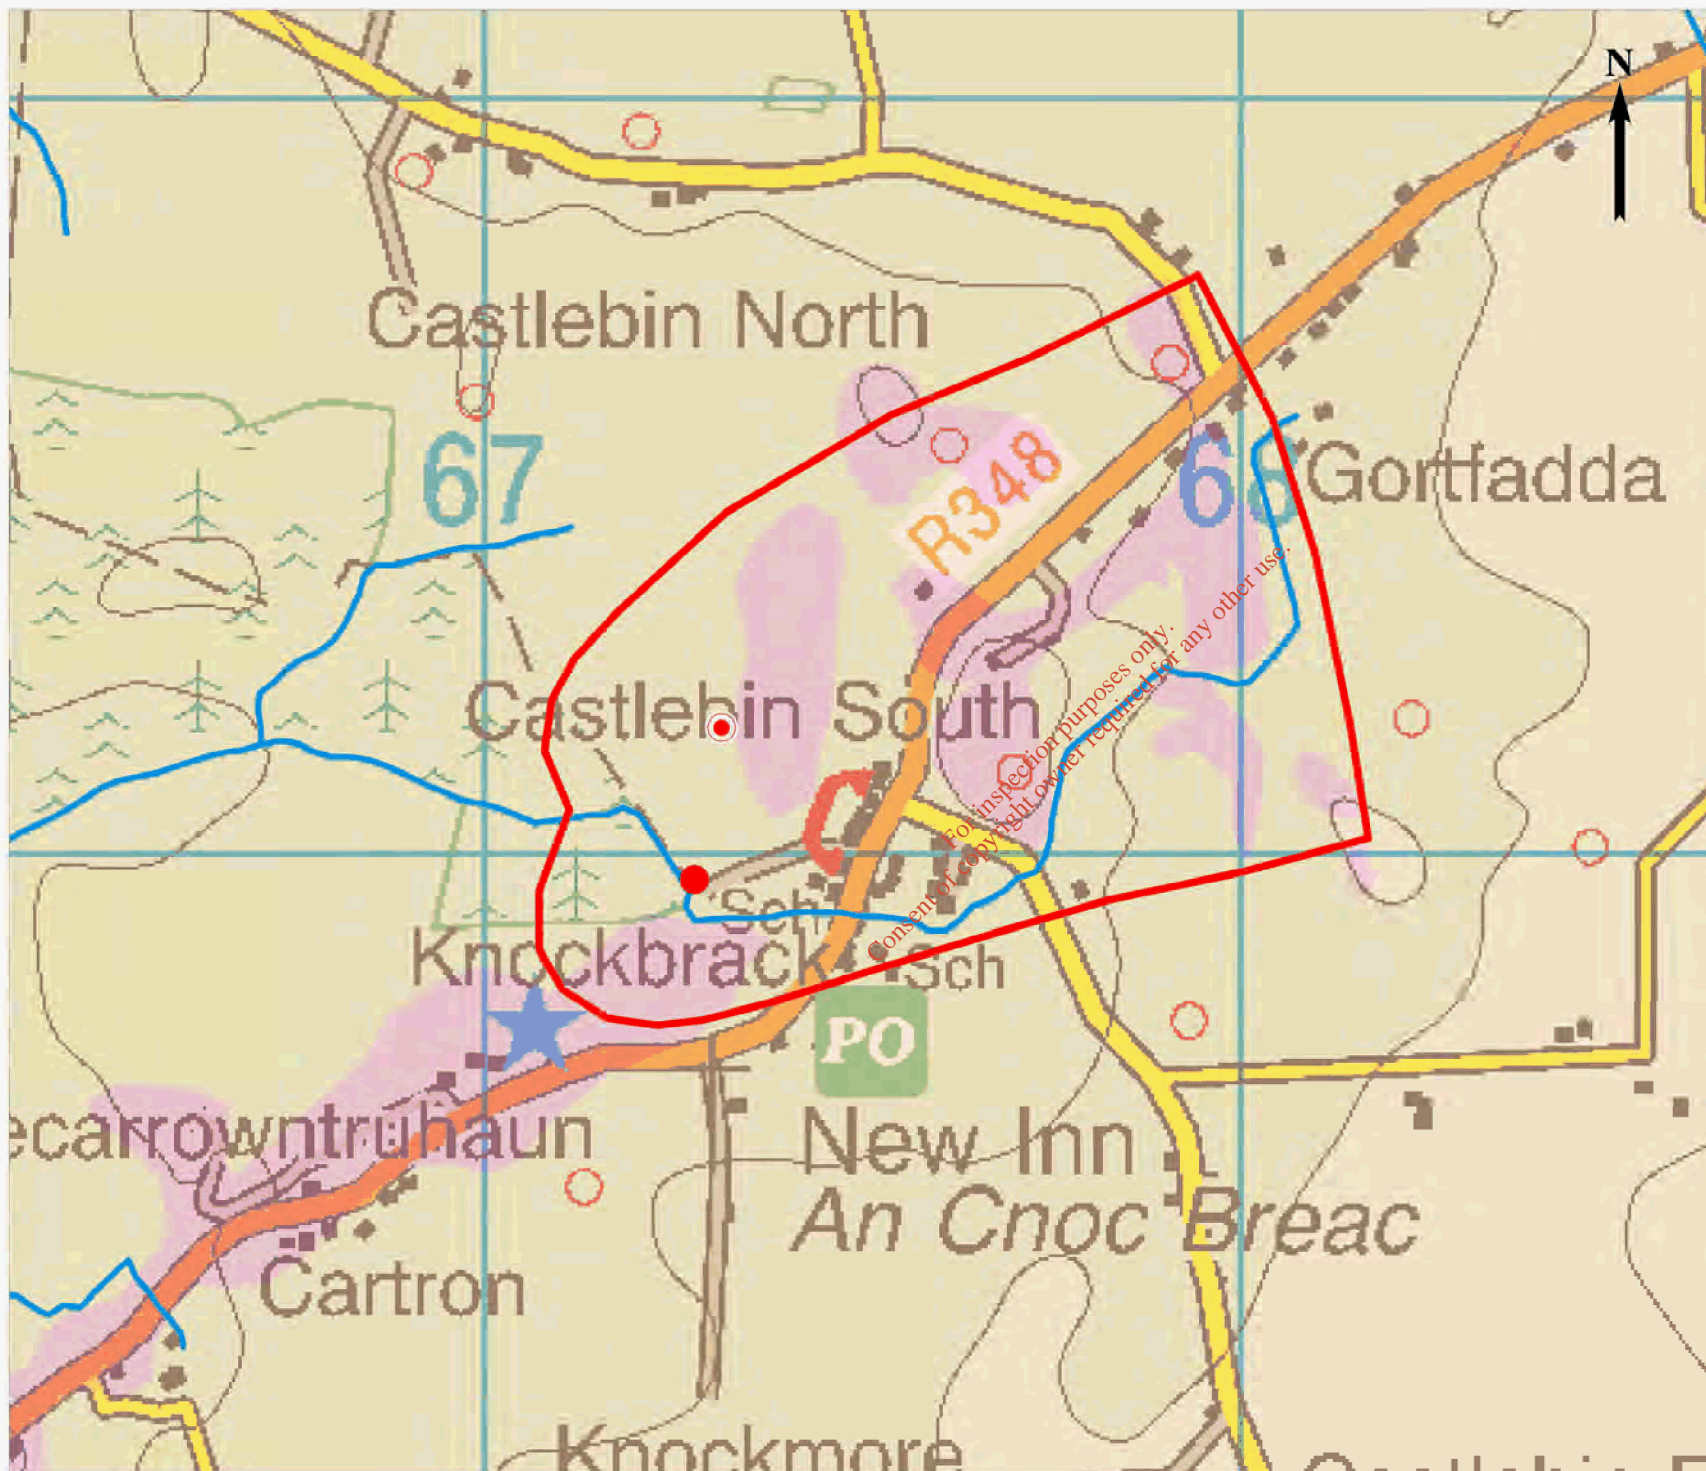 N
Castlebin North
67
68
Gortfadda
R348
For inspection purposes only.
Consent of copyright owner required for any other use.
Castlebin South
Sch
Knockbrack
Sch
PO
ecarrowntruhaun
New Inn
An Cnoc Breac
Cartron
Knockmore